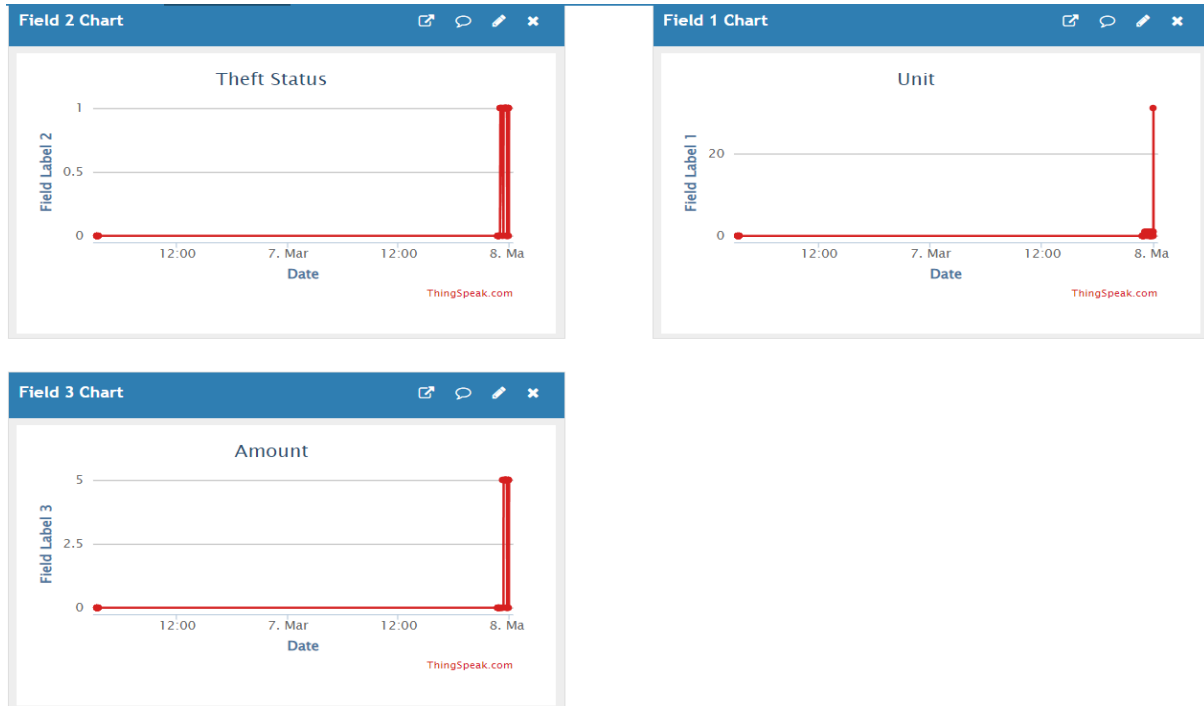 Field 2 Chart
Theft Status
Field Label 2
1
0.5
0
12:00 7. Mar 12:00 8. Ma
Date
ThingSpeak.com
Field 1 Chart
Unit
Field Label 1
20
0
12:00 7. Mar 12:00 8. Ma
Date
ThingSpeak.com
Field 3 Chart
Amount
Field Label 3
5
2.5
0
12:00 7. Mar 12:00 8. Ma
Date
ThingSpeak.com